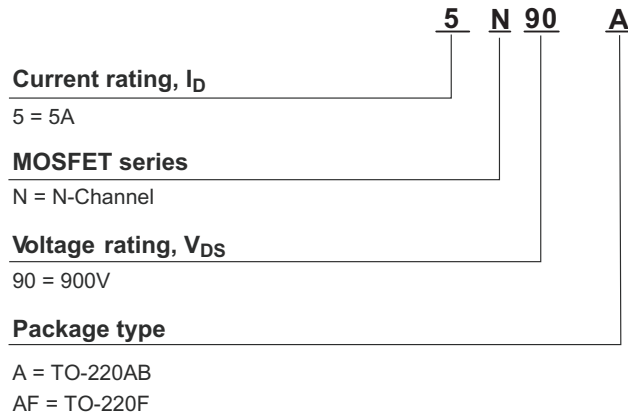 5 N 90 A
Current rating, ID
5 = 5A
MOSFET series
N = N-Channel
Voltage rating, VDS
90 = 900V
Package type
A = TO-220AB
AF = TO-220F